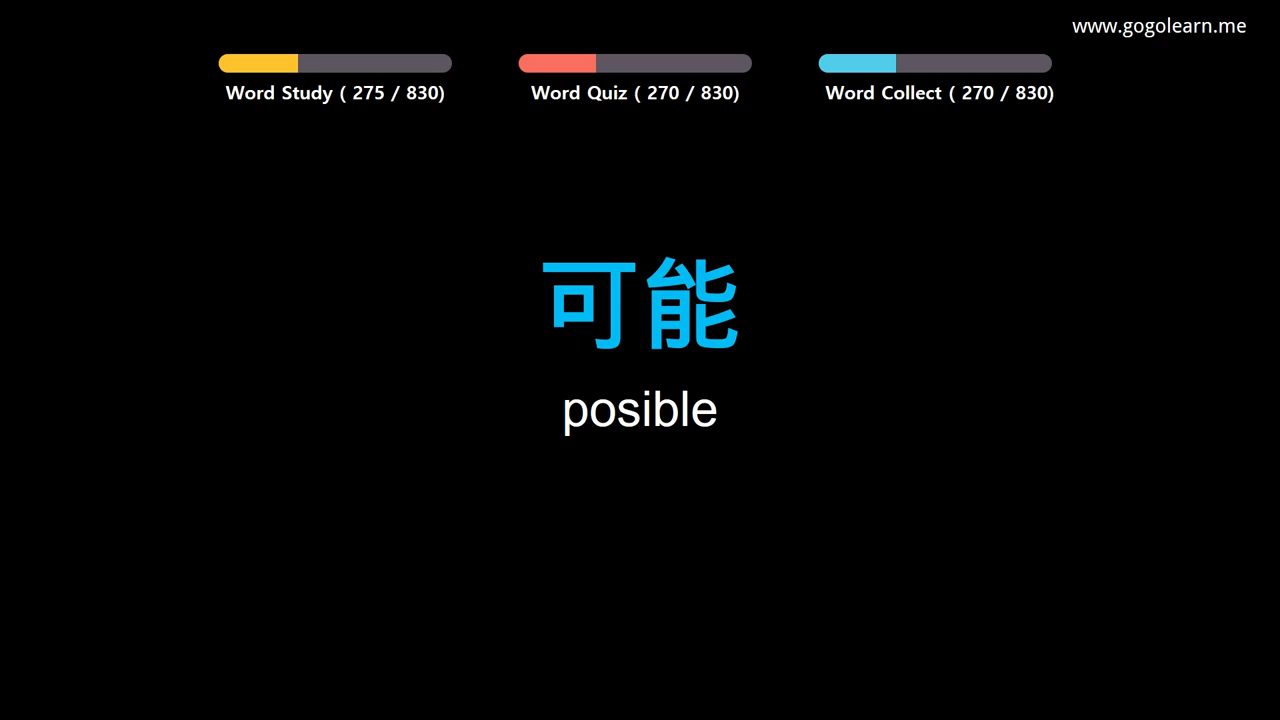 www.gogolearn.me
Word Study ( 275 / 830)
Word Quiz ( 270 / 830)
Word Collect ( 270 / 830)
可能
posible